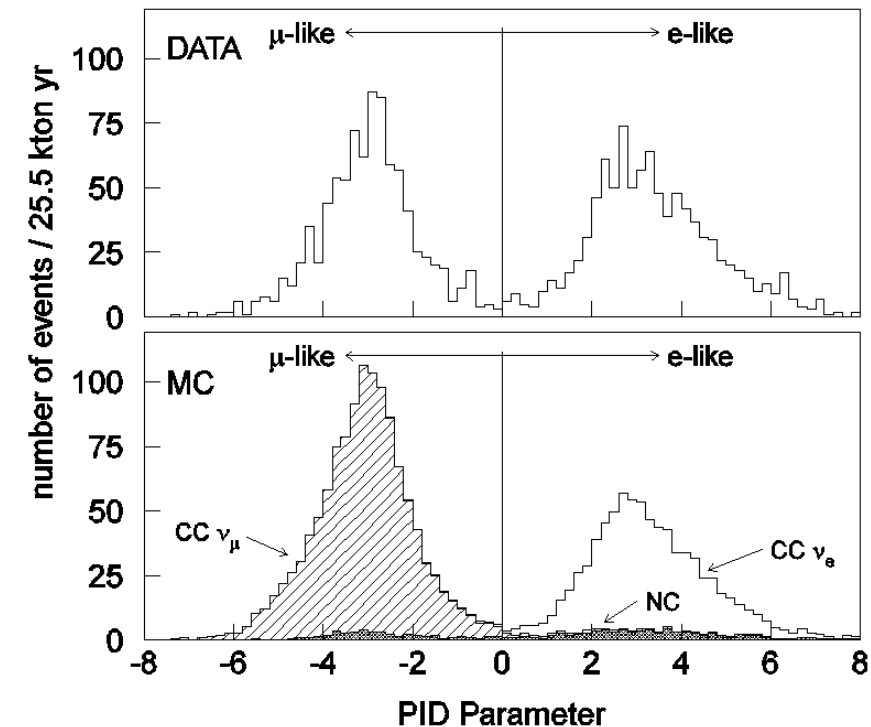 number of events / 25.5 kton yr
DATA
μ-like
e-like
100
75
50
25
0
MC
μ-like
e-like
100
75
50
25
0
CC νμ
CC νe
NC
-8 -6 -4 -2 0 2 4 6 8
PID Parameter